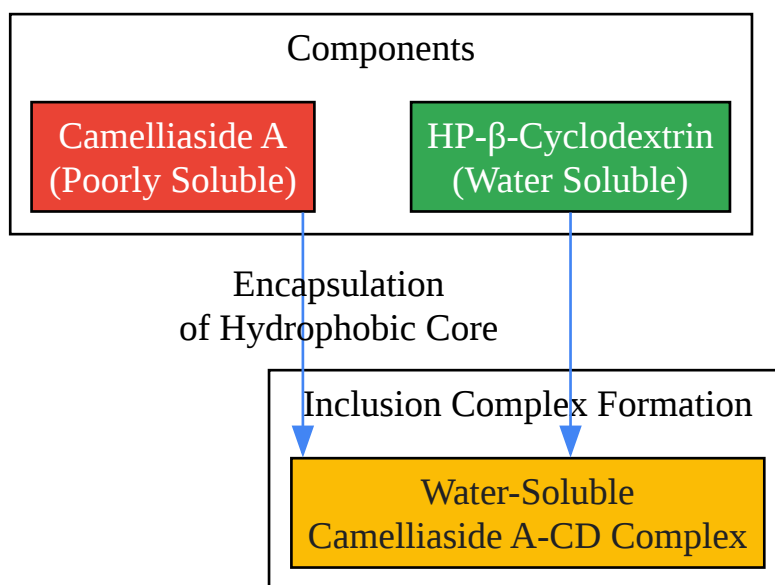 Components
Camelliaside A
(Poorly Soluble)
HP-β-Cyclodextrin
(Water Soluble)
Encapsulation
of Hydrophobic Core
Inclusion Complex Formation
Water-Soluble
Camelliaside A-CD Complex